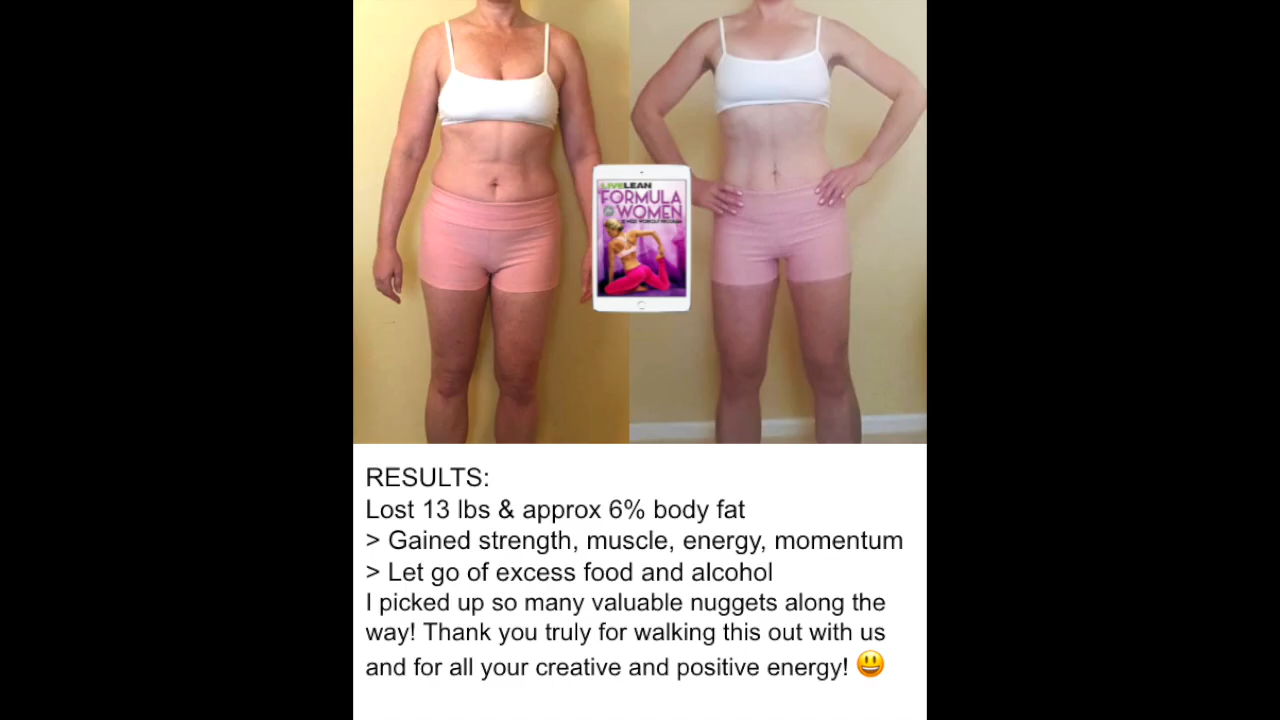 LIVELEAN
FORMULA
WOMEN
RESULTS:
Lost 13 lbs & approx 6% body fat
> Gained strength, muscle, energy, momentum
> Let go of excess food and alcohol
I picked up so many valuable nuggets along the
way! Thank you truly for walking this out with us
and for all your creative and positive energy! 😃